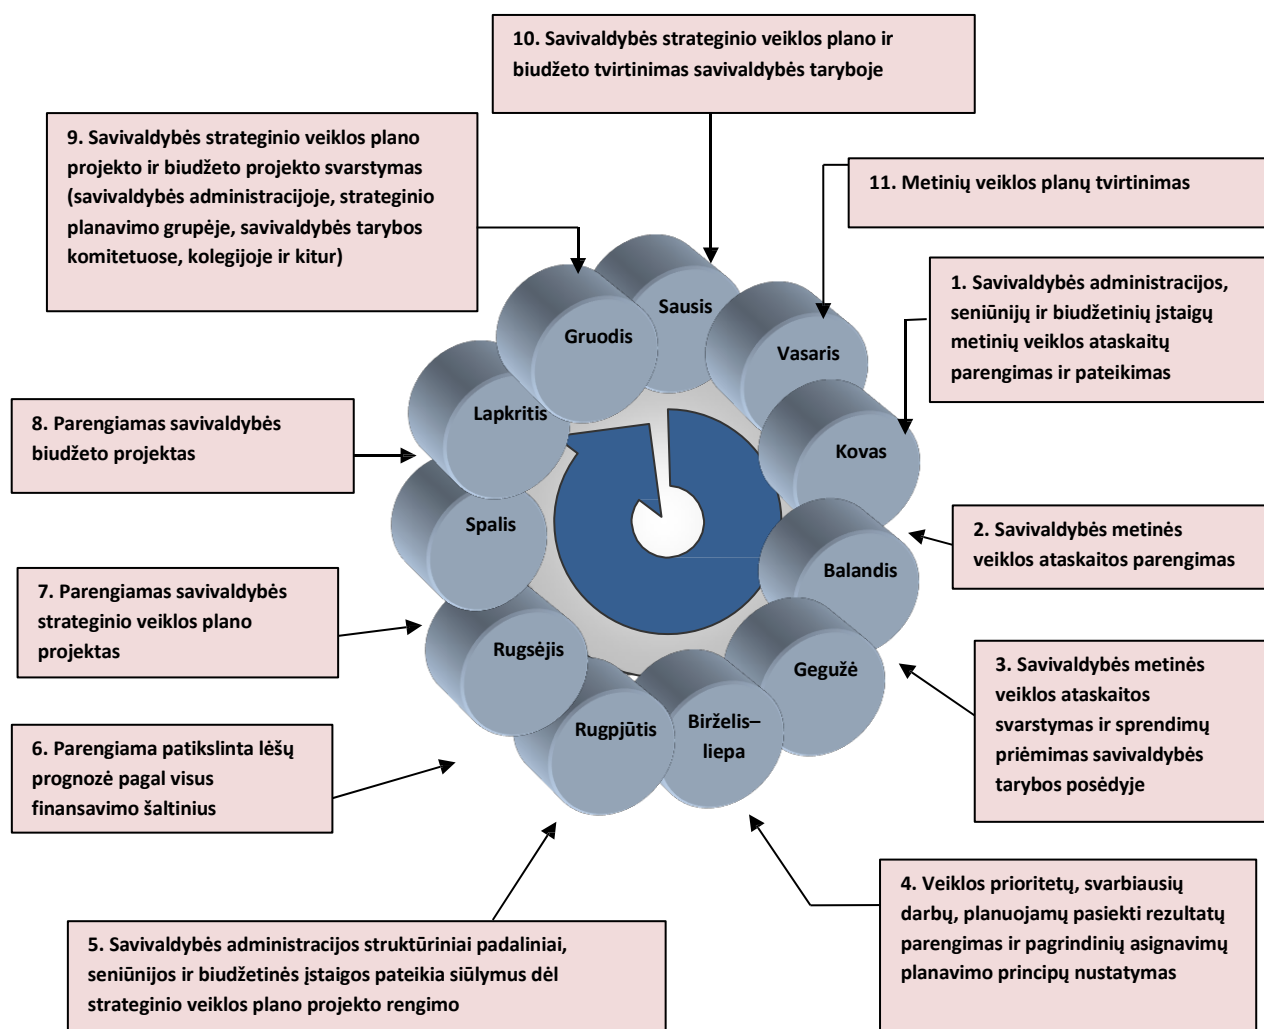 10. Savivaldybės strateginio veiklos plano ir
biudžeto tvirtinimas savivaldybės taryboje
9. Savivaldybės strateginio veiklos plano
projekto ir biudžeto projekto svarstymas
(savivaldybės administracijoje, strateginio
planavimo grupėje, savivaldybės tarybos
komitetuose, kolegijoje ir kitur)
11. Metinių veiklos planų tvirtinimas
1. Savivaldybės administracijos,
seniūnijų ir biudžetinių įstaigų
metinių veiklos ataskaitų
parengimas ir pateikimas
Sausis
Gruodis
Vasaris
Lapkritis
Kovas
8. Parengiamas savivaldybės
biudžeto projektas
Spalis
2. Savivaldybės metinės
veiklos ataskaitos parengimas
Balandis
7. Parengiamas savivaldybės
strateginio veiklos plano
projektas
Rugsėjis
Gegužė
3. Savivaldybės metinės
veiklos ataskaitos
svarstymas ir sprendimų
priėmimas savivaldybės
tarybos posėdyje
Rugpjūtis
Birželis–
liepa
6. Parengiama patikslinta lėšų
prognozė pagal visus
finansavimo šaltinius
4. Veiklos prioritetų, svarbiausių
darbų, planuojamų pasiekti rezultatų
parengimas ir pagrindinių asignavimų
planavimo principų nustatymas
5. Savivaldybės administracijos struktūriniai padaliniai,
seniūnijos ir biudžetinės įstaigos pateikia siūlymus dėl
strateginio veiklos plano projekto rengimo